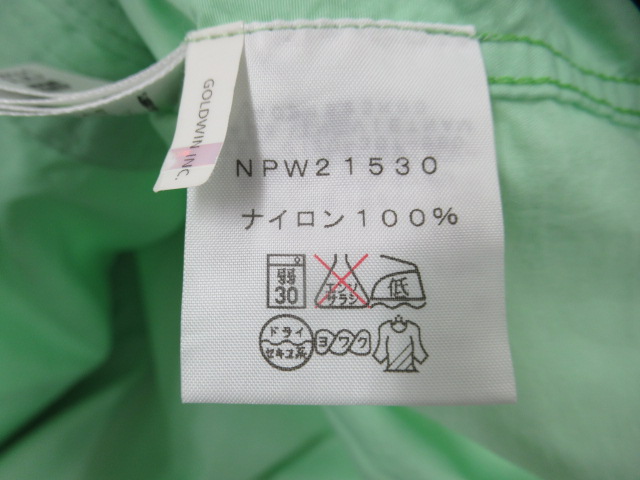 GOLDWIN INC.
NPW21530
ナイロン100%
弱
30
エンソ
サラシ
低
ドライ
セキユ系
ヨワク